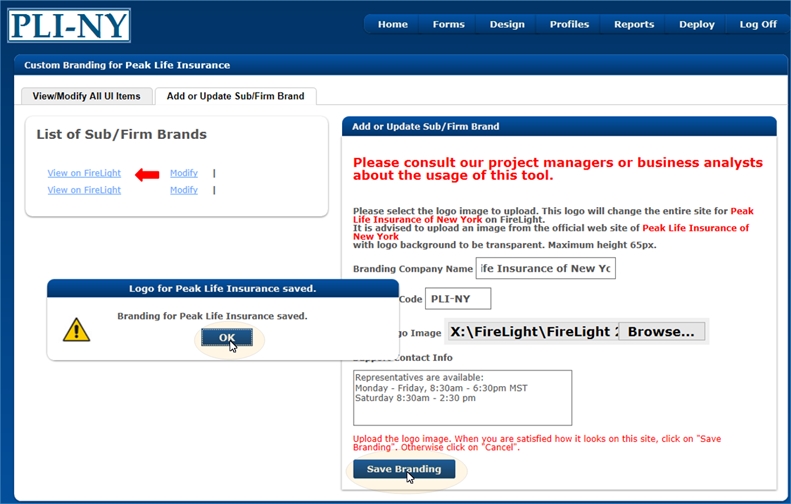 PLI-NY
Home Forms Design Profiles Reports Deploy Log Off
Custom Branding for Peak Life Insurance
View/Modify All UI Items Add or Update Sub/Firm Brand
List of Sub/Firm Brands
View on FireLight Modify |
View on FireLight Modify |
Logo for Peak Life Insurance saved.
Branding for Peak Life Insurance saved.
OK
Add or Update Sub/Firm Brand
Please consult our project managers or business analysts
about the usage of this tool.
Please select the logo image to upload. This logo will change the entire site for Peak
Life Insurance of New York on FireLight.
It is advised to upload an image from the official web site of Peak Life Insurance of
New York
with logo background to be transparent. Maximum height 65px.
Branding Company Name ife Insurance of New Yo
Code PLI-NY
go Image X:\FireLight\FireLight 2 Browse...
Support Contact Info
Representatives are available:
Monday - Friday, 8:30am - 6:30pm MST
Saturday 8:30am - 2:30 pm
Upload the logo image. When you are satisfied how it looks on this site, click on "Save
Branding". Otherwise click on "Cancel".
Save Branding